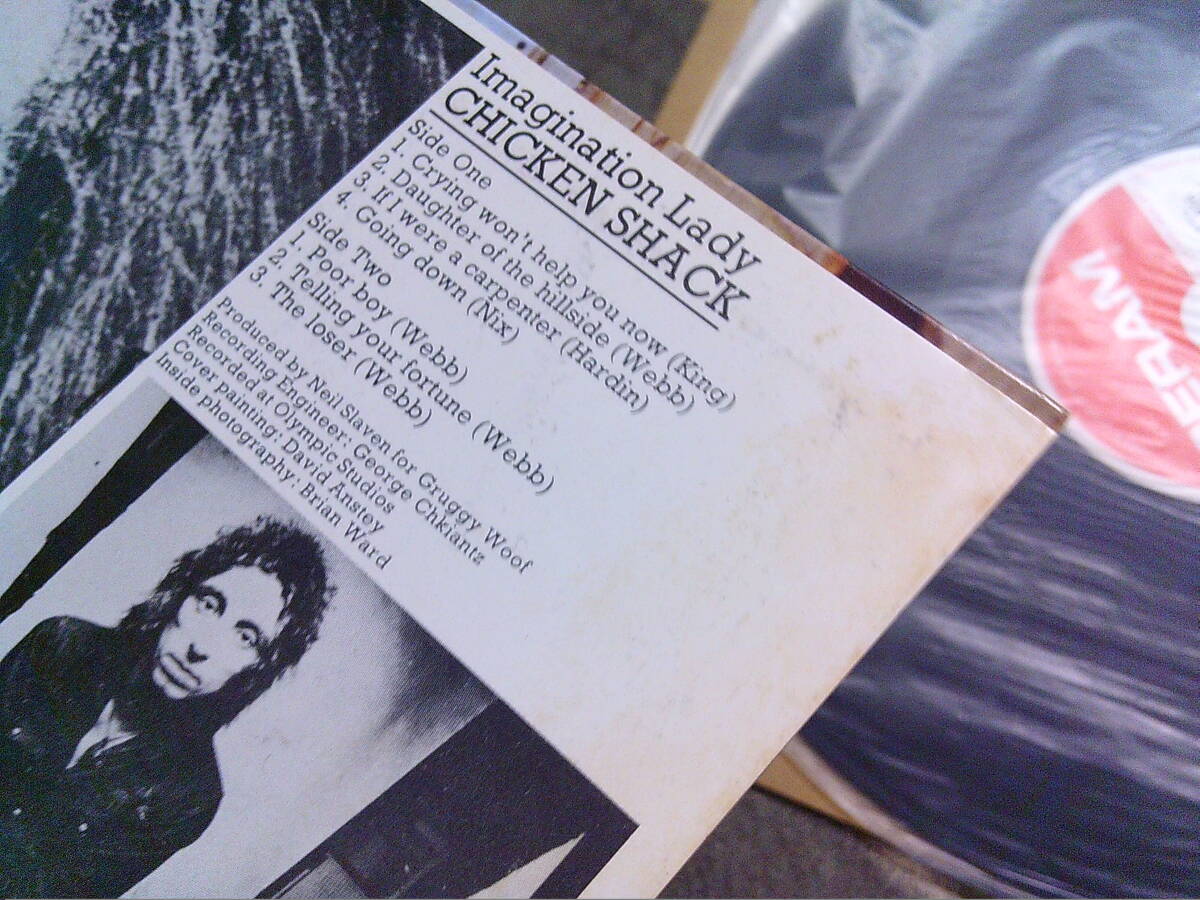 Imagination Lady
CHICKEN SHACK
Side One
1. Crying won't help you now (King)
2. Daughter of the hillside (Webb)
3. If I were a carpenter (Hardin)
4. Going down (Nix)
Side Two
1. Poor boy (Webb)
2. Telling your fortune (Webb)
3. The loser (Webb)
Produced by Neil Slaven for Gruggy Woof
Recording Engineer: George Chkiantz
Recorded at Olympic Studios
Cover painting: David Anstey
Inside photography: Brian Ward
ERAM